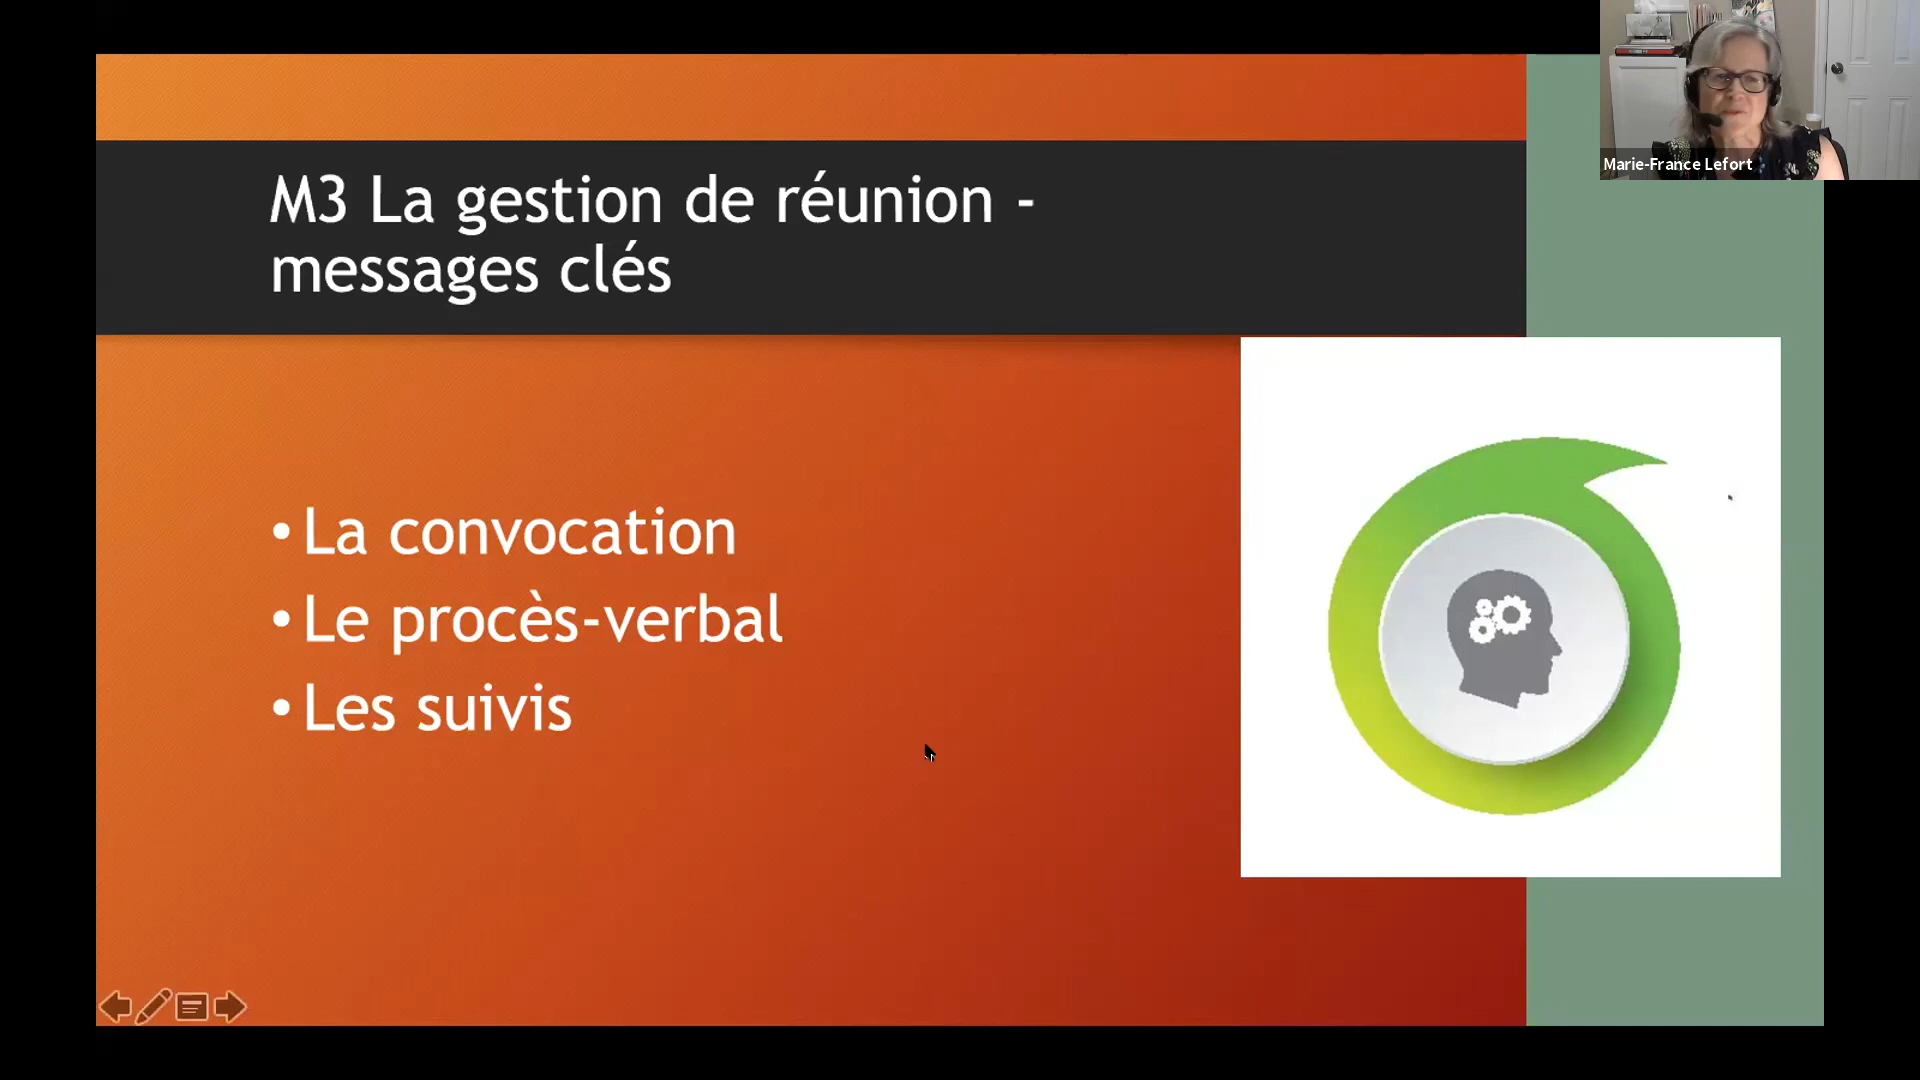 M3 La gestion de réunion -
messages clés
• La convocation
• Le procès-verbal
• Les suivis
Marie-France Lefort